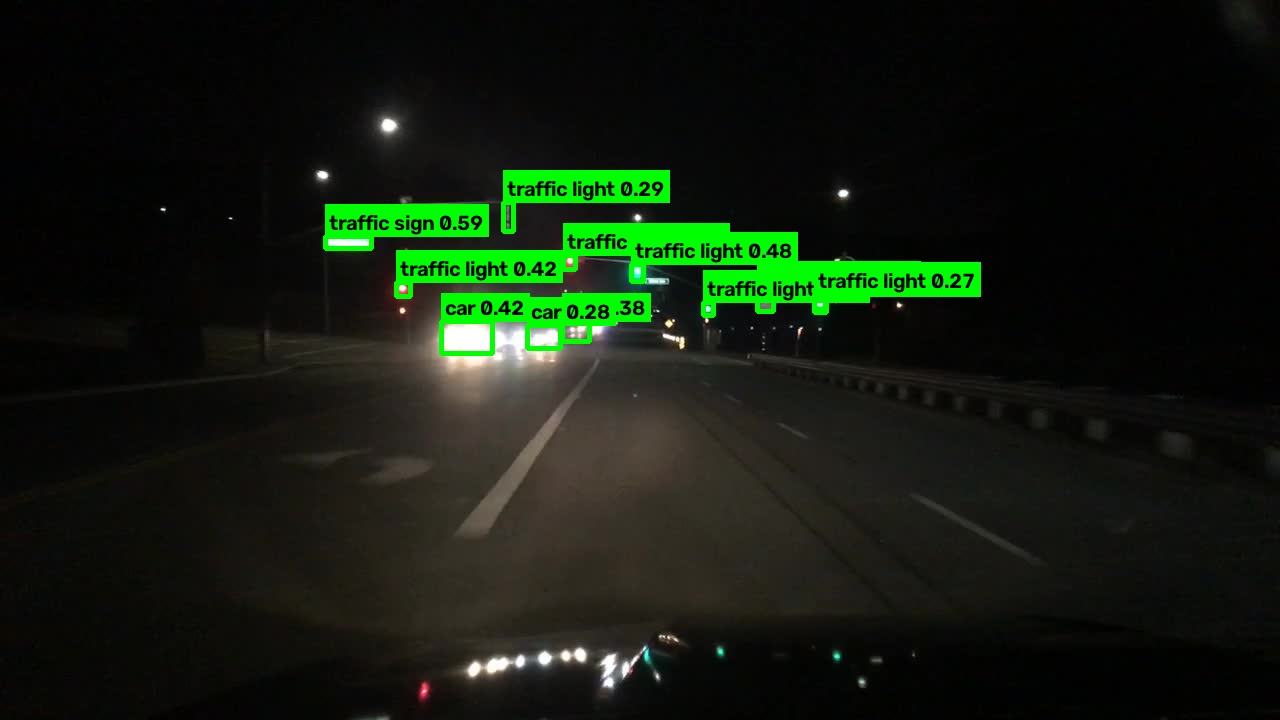 traffic light 0.29
traffic sign 0.59
traffic
traffic light 0.48
traffic light 0.42
traffic light 0.27
traffic light
car 0.42
car 0.28
.38